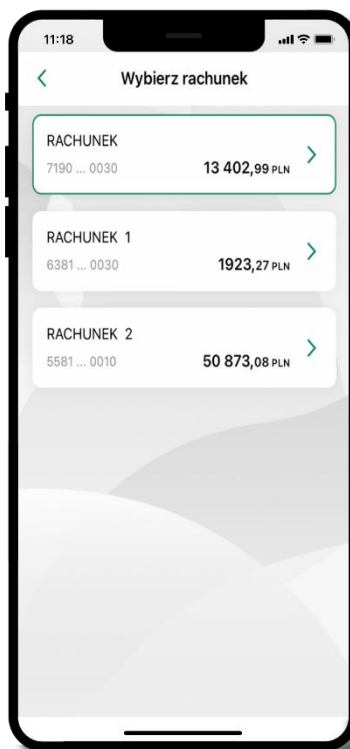 11:18
Wybierz rachunek
RACHUNEK
7190 ... 0030 13 402,99 PLN
RACHUNEK 1
6381 ... 0030 1923,27 PLN
RACHUNEK 2
5581 ... 0010 50 873,08 PLN